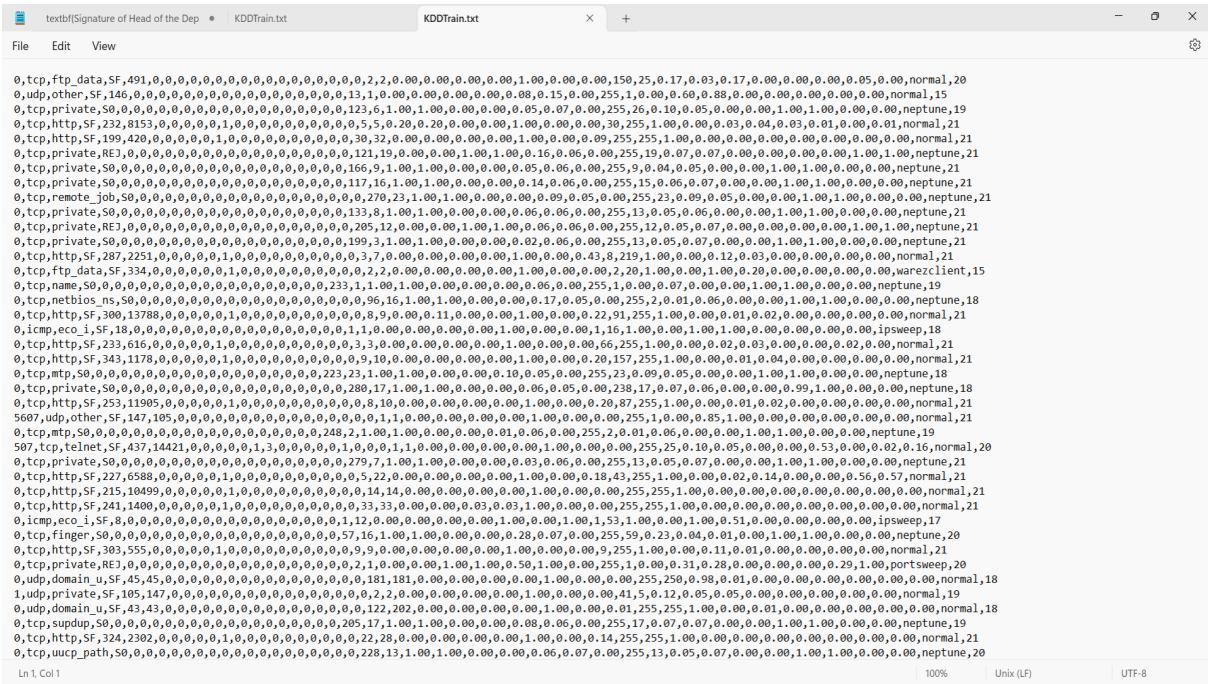 textbf{Signature of Head of the Dep
KDDTrain.txt
KDDTrain.txt
File Edit View
0,tcp,ftp_data,SF,491,0,0,0,0,0,0,0,0,0,0,0,0,0,0,0,0,0,2,2,0.00,0.00,0.00,0.00,1.00,0.00,0.00,150,25,0.17,0.03,0.17,0.00,0.00,0.00,0.05,0.00,normal,20
0,udp,other,SF,146,0,0,0,0,0,0,0,0,0,0,0,0,0,0,0,0,0,13,1,0.00,0.00,0.00,0.00,0.08,0.15,0.00,255,1,0.00,0.60,0.88,0.00,0.00,0.00,0.00,0.00,normal,15
0,tcp,private,S0,0,0,0,0,0,0,0,0,0,0,0,0,0,0,0,0,0,0,123,6,1.00,1.00,0.00,0.00,0.05,0.07,0.00,255,26,0.10,0.05,0.00,0.00,1.00,1.00,0.00,0.00,neptune,19
0,tcp,http,SF,232,8153,0,0,0,0,0,1,0,0,0,0,0,0,0,0,0,0,5,5,0.20,0.20,0.00,0.00,1.00,0.00,0.00,30,255,1.00,0.00,0.03,0.04,0.03,0.01,0.00,0.01,normal,21
0,tcp,http,SF,199,420,0,0,0,0,0,1,0,0,0,0,0,0,0,0,0,0,30,32,0.00,0.00,0.00,0.00,1.00,0.00,0.09,255,255,1.00,0.00,0.00,0.00,0.00,0.00,0.00,0.00,normal,21
0,tcp,private,REJ,0,0,0,0,0,0,0,0,0,0,0,0,0,0,0,0,0,0,121,19,0.00,0.00,1.00,1.00,0.16,0.06,0.00,255,19,0.07,0.07,0.00,0.00,0.00,0.00,1.00,1.00,neptune,21
0,tcp,private,S0,0,0,0,0,0,0,0,0,0,0,0,0,0,0,0,0,0,0,166,9,1.00,1.00,0.00,0.00,0.05,0.06,0.00,255,9,0.04,0.05,0.00,0.00,1.00,1.00,0.00,0.00,neptune,21
0,tcp,private,S0,0,0,0,0,0,0,0,0,0,0,0,0,0,0,0,0,0,0,117,16,1.00,1.00,0.00,0.00,0.14,0.06,0.00,255,15,0.06,0.07,0.00,0.00,1.00,1.00,0.00,0.00,neptune,21
0,tcp,remote_job,S0,0,0,0,0,0,0,0,0,0,0,0,0,0,0,0,0,0,0,270,23,1.00,1.00,0.00,0.00,0.09,0.05,0.00,255,23,0.09,0.05,0.00,0.00,1.00,1.00,0.00,0.00,neptune,21
0,tcp,private,S0,0,0,0,0,0,0,0,0,0,0,0,0,0,0,0,0,0,0,133,8,1.00,1.00,0.00,0.00,0.06,0.06,0.00,255,13,0.05,0.06,0.00,0.00,1.00,1.00,0.00,0.00,neptune,21
0,tcp,private,REJ,0,0,0,0,0,0,0,0,0,0,0,0,0,0,0,0,0,0,205,12,0.00,0.00,1.00,1.00,0.06,0.06,0.00,255,12,0.05,0.07,0.00,0.00,0.00,0.00,1.00,1.00,neptune,21
0,tcp,private,S0,0,0,0,0,0,0,0,0,0,0,0,0,0,0,0,0,0,0,199,3,1.00,1.00,0.00,0.00,0.02,0.06,0.00,255,13,0.05,0.07,0.00,0.00,1.00,1.00,0.00,0.00,neptune,21
0,tcp,http,SF,287,2251,0,0,0,0,0,1,0,0,0,0,0,0,0,0,0,0,3,7,0.00,0.00,0.00,0.00,1.00,0.00,0.43,8,219,1.00,0.00,0.12,0.03,0.00,0.00,0.00,0.00,normal,21
0,tcp,ftp_data,SF,334,0,0,0,0,0,0,1,0,0,0,0,0,0,0,0,0,0,2,2,0.00,0.00,0.00,0.00,1.00,0.00,0.00,2,20,1.00,0.00,1.00,0.20,0.00,0.00,0.00,0.00,warezclient,15
0,tcp,name,S0,0,0,0,0,0,0,0,0,0,0,0,0,0,0,0,0,0,0,233,1,1.00,1.00,0.00,0.00,0.00,0.06,0.00,255,1,0.00,0.07,0.00,0.00,1.00,1.00,0.00,0.00,neptune,19
0,tcp,netbios_ns,S0,0,0,0,0,0,0,0,0,0,0,0,0,0,0,0,0,0,0,96,16,1.00,1.00,0.00,0.00,0.17,0.05,0.00,255,2,0.01,0.06,0.00,0.00,1.00,1.00,0.00,0.00,neptune,18
0,tcp,http,SF,300,13788,0,0,0,0,0,1,0,0,0,0,0,0,0,0,0,0,8,9,0.00,0.11,0.00,0.00,1.00,0.00,0.22,91,255,1.00,0.00,0.01,0.02,0.00,0.00,0.00,0.00,normal,21
0,icmp,eco_i,SF,18,0,0,0,0,0,0,0,0,0,0,0,0,0,0,0,0,0,1,1,0.00,0.00,0.00,0.00,1.00,0.00,0.00,1,16,1.00,0.00,1.00,1.00,0.00,0.00,0.00,0.00,ipsweep,18
0,tcp,http,SF,233,616,0,0,0,0,0,1,0,0,0,0,0,0,0,0,0,0,3,3,0.00,0.00,0.00,0.00,1.00,0.00,0.00,66,255,1.00,0.00,0.02,0.03,0.00,0.00,0.02,0.00,normal,21
0,tcp,http,SF,343,1178,0,0,0,0,0,1,0,0,0,0,0,0,0,0,0,0,9,10,0.00,0.00,0.00,0.00,1.00,0.00,0.20,157,255,1.00,0.00,0.01,0.04,0.00,0.00,0.00,0.00,normal,21
0,tcp,mtp,S0,0,0,0,0,0,0,0,0,0,0,0,0,0,0,0,0,0,0,223,23,1.00,1.00,0.00,0.00,0.10,0.05,0.00,255,23,0.09,0.05,0.00,0.00,1.00,1.00,0.00,0.00,neptune,18
0,tcp,private,S0,0,0,0,0,0,0,0,0,0,0,0,0,0,0,0,0,0,0,280,17,1.00,1.00,0.00,0.00,0.06,0.05,0.00,238,17,0.07,0.06,0.00,0.00,0.99,1.00,0.00,0.00,neptune,18
0,tcp,http,SF,253,11905,0,0,0,0,0,1,0,0,0,0,0,0,0,0,0,0,8,10,0.00,0.00,0.00,0.00,1.00,0.00,0.20,87,255,1.00,0.00,0.01,0.02,0.00,0.00,0.00,0.00,normal,21
5607,udp,other,SF,147,105,0,0,0,0,0,0,0,0,0,0,0,0,0,0,0,0,1,1,0.00,0.00,0.00,0.00,1.00,0.00,0.00,255,1,0.00,0.85,1.00,0.00,0.00,0.00,0.00,0.00,normal,21
0,tcp,mtp,S0,0,0,0,0,0,0,0,0,0,0,0,0,0,0,0,0,0,0,248,2,1.00,1.00,0.00,0.00,0.01,0.06,0.00,255,2,0.01,0.06,0.00,0.00,1.00,1.00,0.00,0.00,neptune,19
507,tcp,telnet,SF,437,14421,0,0,0,0,0,1,3,0,0,0,0,0,1,0,0,0,1,1,0.00,0.00,0.00,0.00,1.00,0.00,0.00,255,25,0.10,0.05,0.00,0.00,0.53,0.00,0.02,0.16,normal,20
0,tcp,private,S0,0,0,0,0,0,0,0,0,0,0,0,0,0,0,0,0,0,0,279,7,1.00,1.00,0.00,0.00,0.03,0.06,0.00,255,13,0.05,0.07,0.00,0.00,1.00,1.00,0.00,0.00,neptune,21
0,tcp,http,SF,227,6588,0,0,0,0,0,1,0,0,0,0,0,0,0,0,0,0,5,22,0.00,0.00,0.00,0.00,1.00,0.00,0.18,43,255,1.00,0.00,0.02,0.14,0.00,0.00,0.56,0.57,normal,21
0,tcp,http,SF,215,10499,0,0,0,0,0,1,0,0,0,0,0,0,0,0,0,0,14,14,0.00,0.00,0.00,0.00,1.00,0.00,0.00,255,255,1.00,0.00,0.00,0.00,0.00,0.00,0.00,0.00,normal,21
0,tcp,http,SF,241,1400,0,0,0,0,0,1,0,0,0,0,0,0,0,0,0,0,33,33,0.00,0.00,0.03,0.03,1.00,0.00,0.00,255,255,1.00,0.00,0.00,0.00,0.00,0.00,0.00,0.00,normal,21
0,icmp,eco_i,SF,8,0,0,0,0,0,0,0,0,0,0,0,0,0,0,0,0,0,1,12,0.00,0.00,0.00,0.00,1.00,0.00,1.00,1,53,1.00,0.00,1.00,0.51,0.00,0.00,0.00,0.00,ipsweep,17
0,tcp,finger,S0,0,0,0,0,0,0,0,0,0,0,0,0,0,0,0,0,0,0,57,16,1.00,1.00,0.00,0.00,0.28,0.07,0.00,255,59,0.23,0.04,0.01,0.00,1.00,1.00,0.00,0.00,neptune,20
0,tcp,http,SF,303,555,0,0,0,0,0,1,0,0,0,0,0,0,0,0,0,0,9,9,0.00,0.00,0.00,0.00,1.00,0.00,0.00,9,255,1.00,0.00,0.11,0.01,0.00,0.00,0.00,0.00,normal,21
0,tcp,private,REJ,0,0,0,0,0,0,0,0,0,0,0,0,0,0,0,0,0,0,2,1,0.00,0.00,1.00,1.00,0.50,1.00,0.00,255,1,0.00,0.31,0.28,0.00,0.00,0.00,0.29,1.00,portsweep,20
0,udp,domain_u,SF,45,45,0,0,0,0,0,0,0,0,0,0,0,0,0,0,0,0,181,181,0.00,0.00,0.00,0.00,1.00,0.00,0.00,255,250,0.98,0.01,0.00,0.00,0.00,0.00,0.00,0.00,normal,18
1,udp,private,SF,105,147,0,0,0,0,0,0,0,0,0,0,0,0,0,0,0,0,2,2,0.00,0.00,0.00,0.00,1.00,0.00,0.00,41,5,0.12,0.05,0.05,0.00,0.00,0.00,0.00,0.00,normal,19
0,udp,domain_u,SF,43,43,0,0,0,0,0,0,0,0,0,0,0,0,0,0,0,0,122,202,0.00,0.00,0.00,0.00,1.00,0.00,0.01,255,255,1.00,0.00,0.01,0.00,0.00,0.00,0.00,0.00,normal,18
0,tcp,supdup,S0,0,0,0,0,0,0,0,0,0,0,0,0,0,0,0,0,0,0,205,17,1.00,1.00,0.00,0.00,0.08,0.06,0.00,255,17,0.07,0.07,0.00,0.00,1.00,1.00,0.00,0.00,neptune,19
0,tcp,http,SF,324,2302,0,0,0,0,0,1,0,0,0,0,0,0,0,0,0,0,22,28,0.00,0.00,0.00,0.00,1.00,0.00,0.14,255,255,1.00,0.00,0.00,0.00,0.00,0.00,0.00,0.00,normal,21
0,tcp,uucp_path,S0,0,0,0,0,0,0,0,0,0,0,0,0,0,0,0,0,0,0,228,13,1.00,1.00,0.00,0.00,0.06,0.07,0.00,255,13,0.05,0.07,0.00,0.00,1.00,1.00,0.00,0.00,neptune,20
Ln 1, Col 1 100% Unix (LF) UTF-8